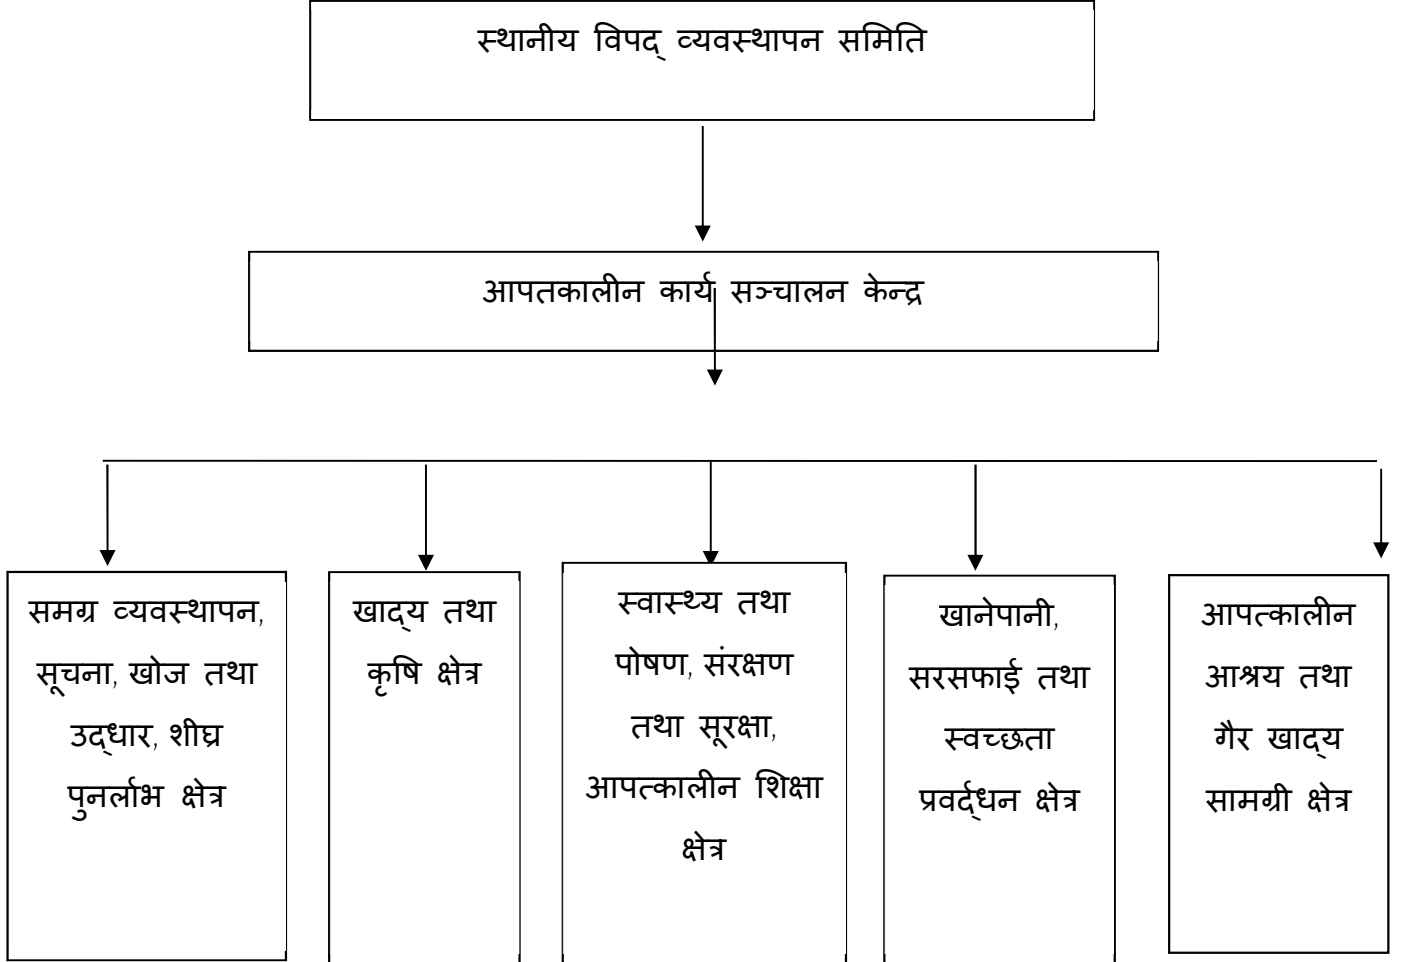 स्थानीय विपद् व्यवस्थापन समिति
आपतकालीन कार्य सञ्चालन केन्द्र
समग्र व्यवस्थापन,
सूचना, खोज तथा
उद्धार, शीघ्र
पुनर्लाभ क्षेत्र
खाद्य तथा
कृषि क्षेत्र
स्वास्थ्य तथा
पोषण, संरक्षण
तथा सूरक्षा,
आपत्कालीन शिक्षा
क्षेत्र
खानेपानी,
सरसफाई तथा
स्वच्छता
प्रवर्द्धन क्षेत्र
आपत्कालीन
आश्रय तथा
गैर खाद्य
सामग्री क्षेत्र